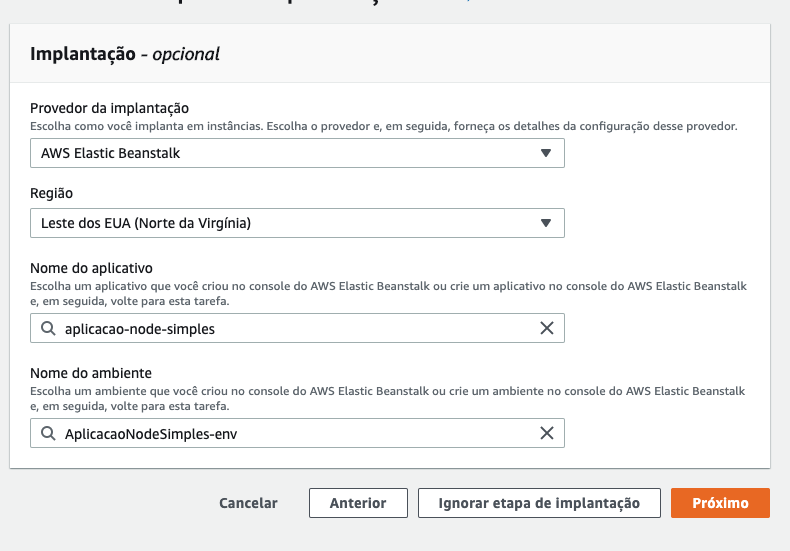 Implantação - opcional
Provedor da implantação
Escolha como você implanta em instâncias. Escolha o provedor e, em seguida, forneça os detalhes da configuração desse provedor.
AWS Elastic Beanstalk
Região
Leste dos EUA (Norte da Virgínia)
Nome do aplicativo
Escolha um aplicativo que você criou no console do AWS Elastic Beanstalk ou crie um aplicativo no console do AWS Elastic Beanstalk
e, em seguida, volte para esta tarefa.
aplicacao-node-simples
Nome do ambiente
Escolha um ambiente que você criou no console do AWS Elastic Beanstalk ou crie um ambiente no console do AWS Elastic Beanstalk
e, em seguida, volte para esta tarefa.
AplicacaoNodeSimples-env
Cancelar
Anterior
Ignorar etapa de implantação
Próximo